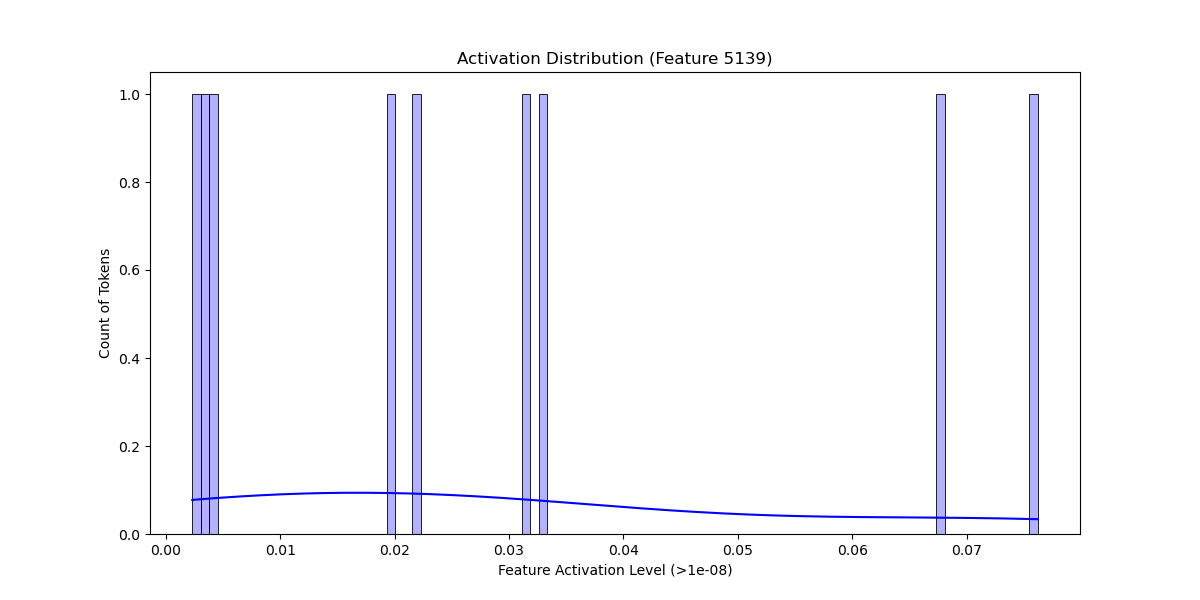 Activation Distribution (Feature 5139)
1.0
0.8
0.6
0.4
0.2
0.0
Count of Tokens
0.00 0.01 0.02 0.03 0.04 0.05 0.06 0.07
Feature Activation Level (>1e-08)